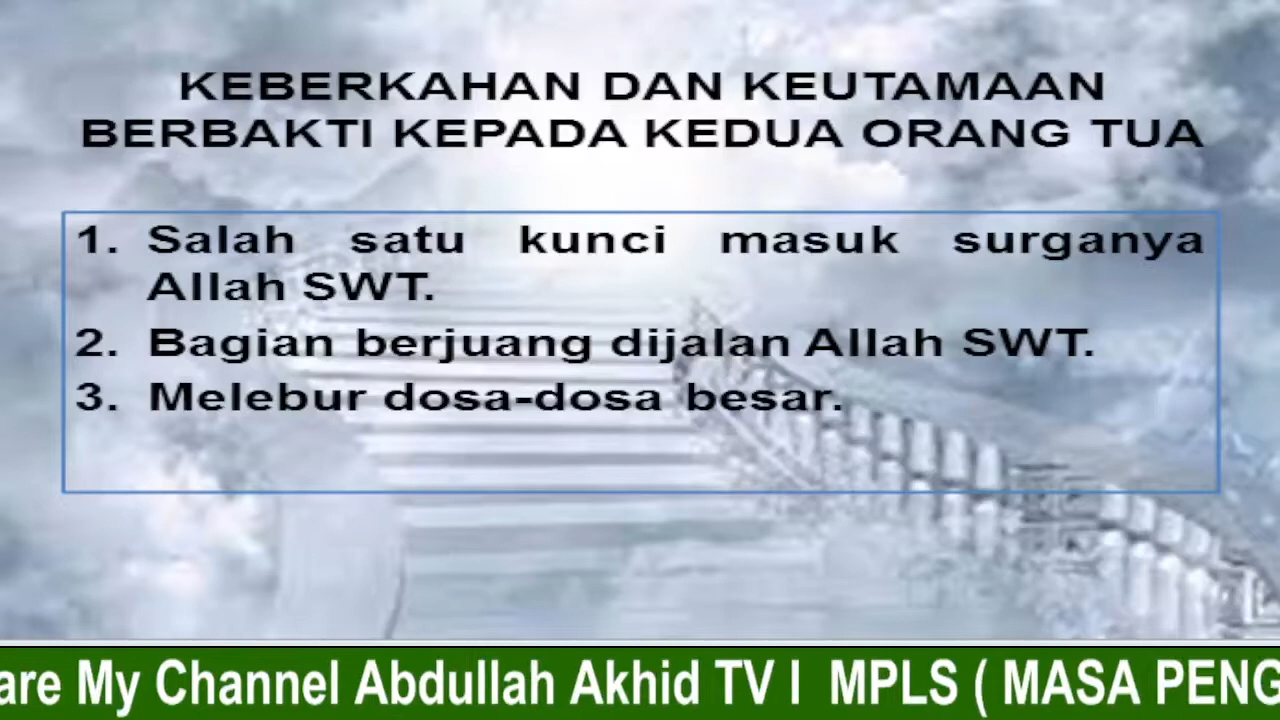 KEBERKAHAN DAN KEUTAMAAN
BERBAKTI KEPADA KEDUA ORANG TUA
1. Salah satu kunci masuk surganya
Allah SWT.
2. Bagian berjuang dijalan Allah SWT.
3. Melebur dosa-dosa besar.
are My Channel Abdullah Akhid TV I MPLS ( MASA PENG